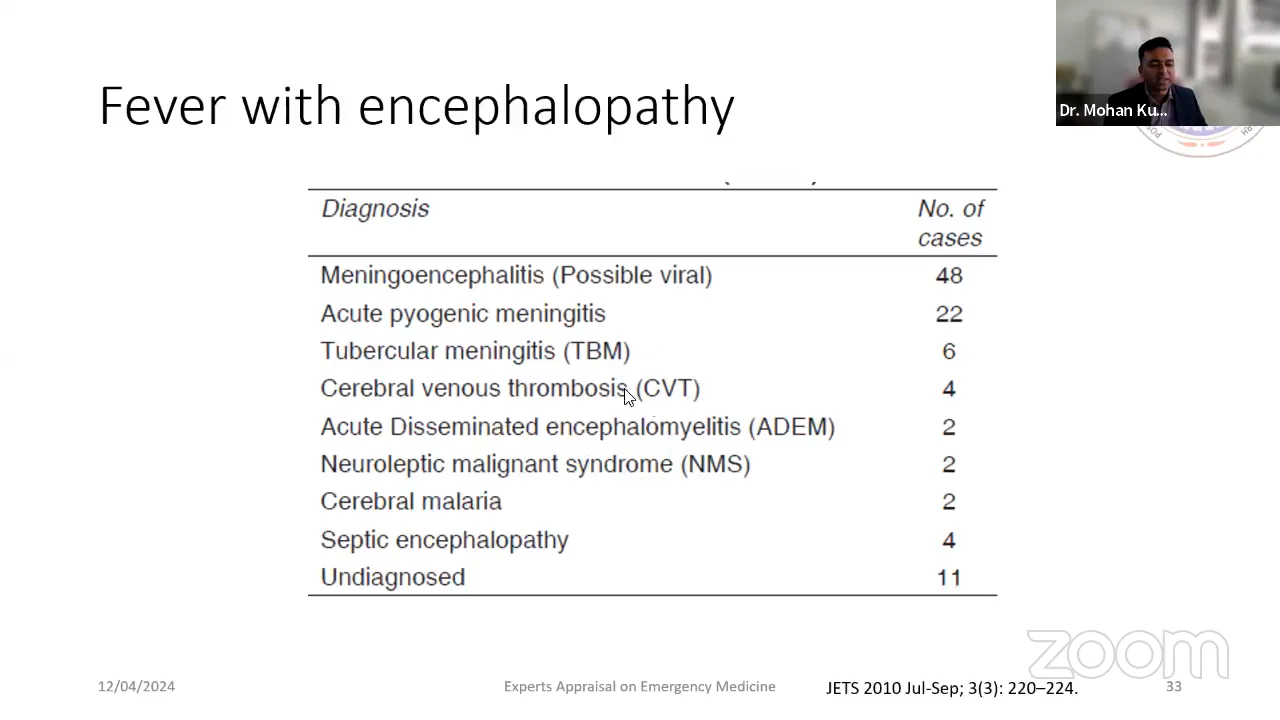 Fever with encephalopathy
Dr. Mohan Ku...
Diagnosis No. of
cases
Meningoencephalitis (Possible viral) 48
Acute pyogenic meningitis 22
Tubercular meningitis (TBM) 6
Cerebral venous thrombosis (CVT) 4
Acute Disseminated encephalomyelitis (ADEM) 2
Neuroleptic malignant syndrome (NMS) 2
Cerebral malaria 2
Septic encephalopathy 4
Undiagnosed 11
zoom
12/04/2024 Experts Appraisal on Emergency Medicine JETS 2010 Jul-Sep; 3(3): 220–224. 33